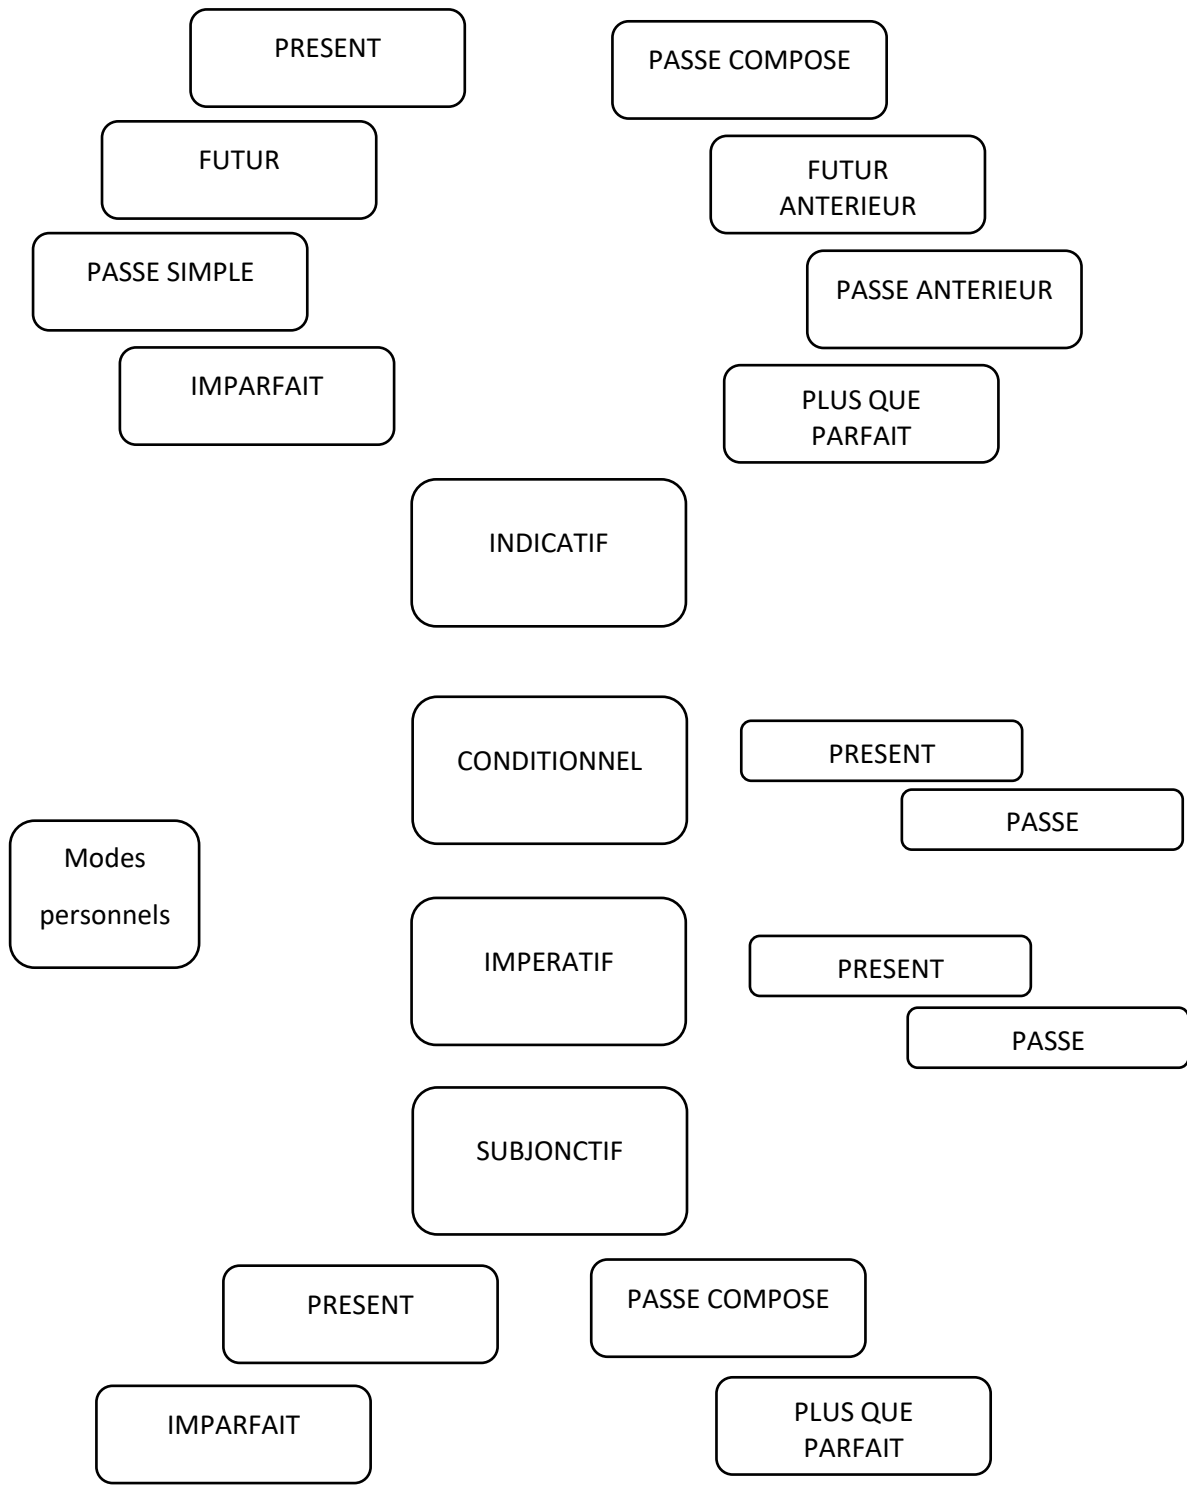 PRESENT
PASSE COMPOSE
FUTUR
FUTUR
ANTERIEUR
PASSE SIMPLE
PASSE ANTERIEUR
IMPARFAIT
PLUS QUE
PARFAIT
INDICATIF
CONDITIONNEL
PRESENT
PASSE
Modes
personnels
IMPERATIF
PRESENT
PASSE
SUBJONCTIF
PRESENT
PASSE COMPOSE
IMPARFAIT
PLUS QUE
PARFAIT